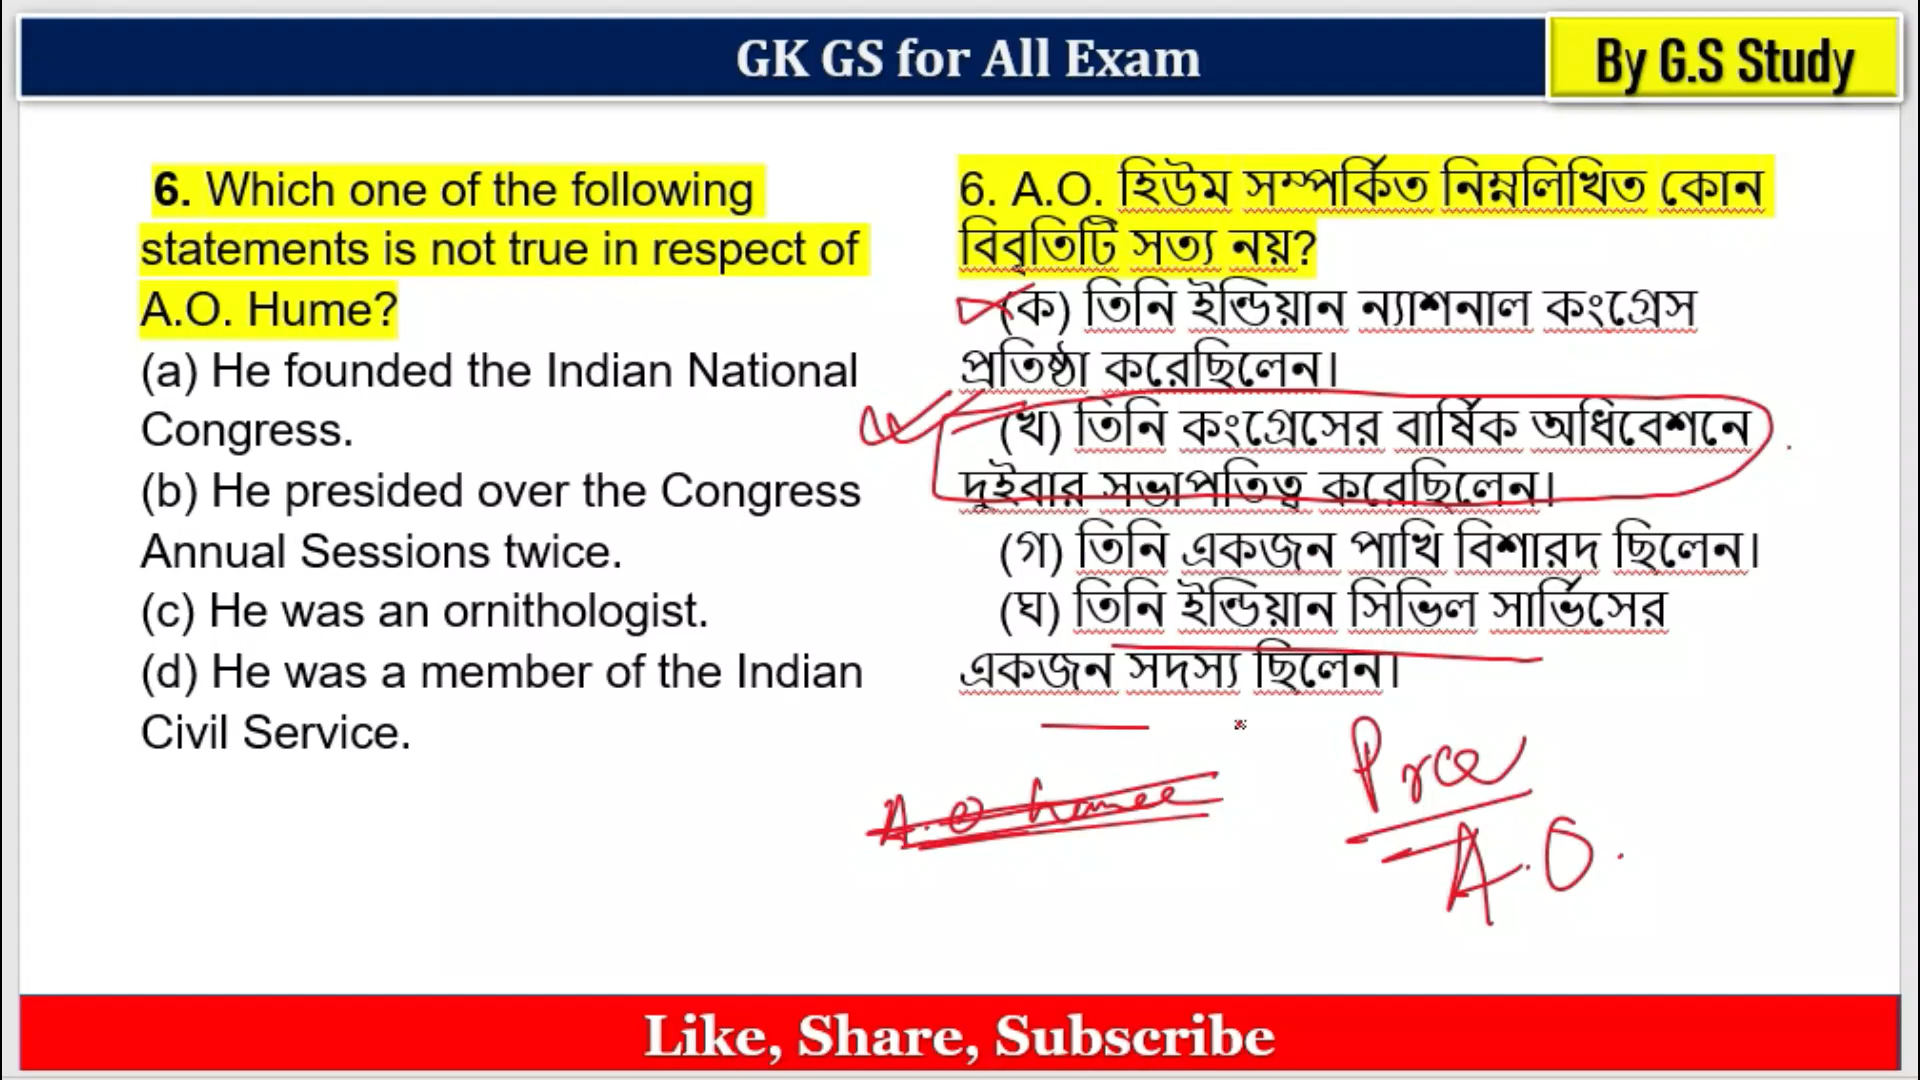 GK GS for All Exam
By G.S Study
6. Which one of the following
statements is not true in respect of
A.O. Hume?
(a) He founded the Indian National
Congress.
(b) He presided over the Congress
Annual Sessions twice.
(c) He was an ornithologist.
(d) He was a member of the Indian
Civil Service.
6. A.O. হিউম সম্পর্কিত নিম্নলিখিত কোন
বিবৃতিটি সত্য নয়?
(ক) তিনি ইন্ডিয়ান ন্যাশনাল কংগ্রেস
প্রতিষ্ঠা করেছিলেন।
(খ) তিনি কংগ্রেসের বার্ষিক অধিবেশনে
দুইবার সভাপতিত্ব করেছিলেন।
(গ) তিনি একজন পাখি বিশারদ ছিলেন।
(ঘ) তিনি ইন্ডিয়ান সিভিল সার্ভিসের
একজন সদস্য ছিলেন।
A.O
A.O.
Like, Share, Subscribe